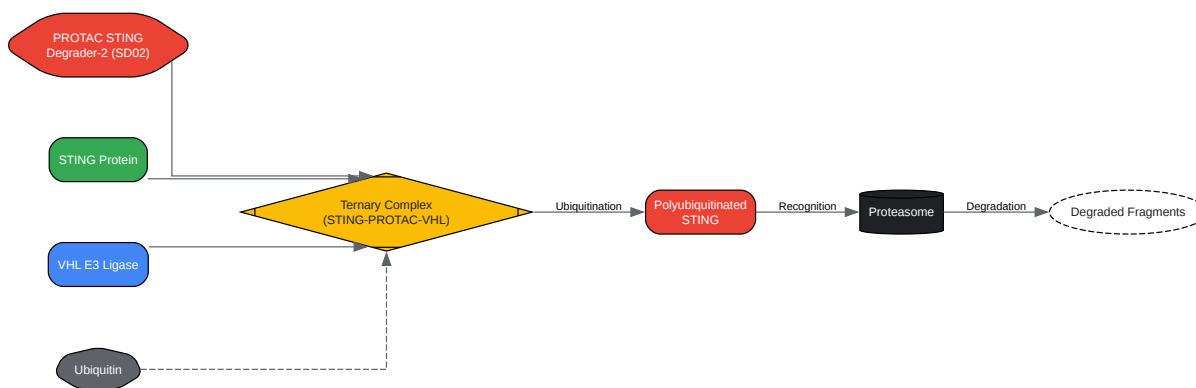 PROTAC STING
Degrader-2 (SD02)
STING Protein
VHL E3 Ligase
Ubiquitin
Ternary Complex
(STING-PROTAC-VHL)
Ubiquitination
Polyubiquitinated
STING
Recognition
Proteasome
Degradation
Degraded Fragments